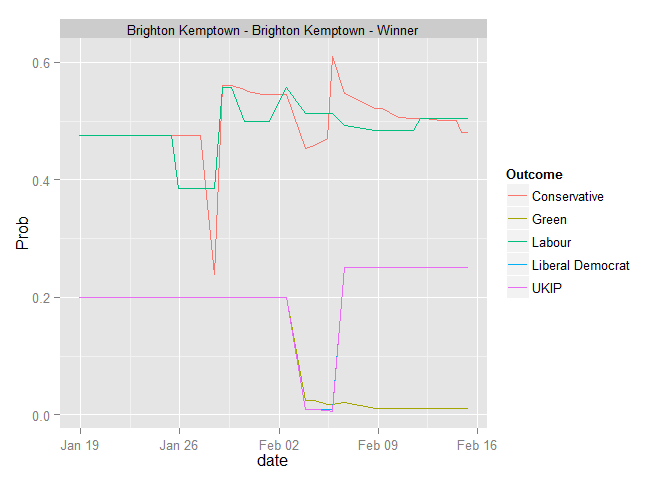 Brighton Kemptown - Brighton Kemptown - Winner
0.6
0.4
0.2
0.0
Prob
Jan 19
Jan 26
Feb 02
Feb 09
Feb 16
date
Outcome
Conservative
Green
Labour
Liberal Democrat
UKIP